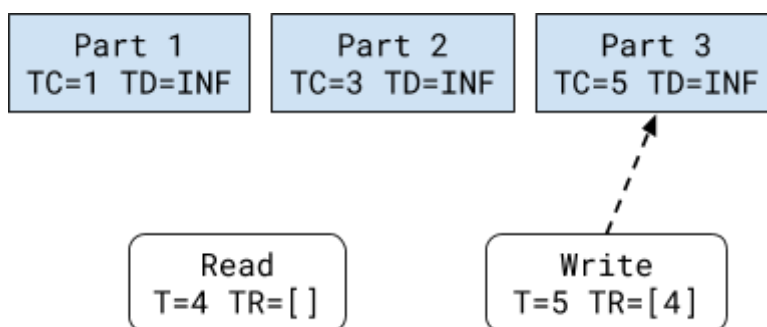 Part 1
TC=1 TD=INF
Part 2
TC=3 TD=INF
Part 3
TC=5 TD=INF
Read
T=4 TR=[]
Write
T=5 TR=[4]